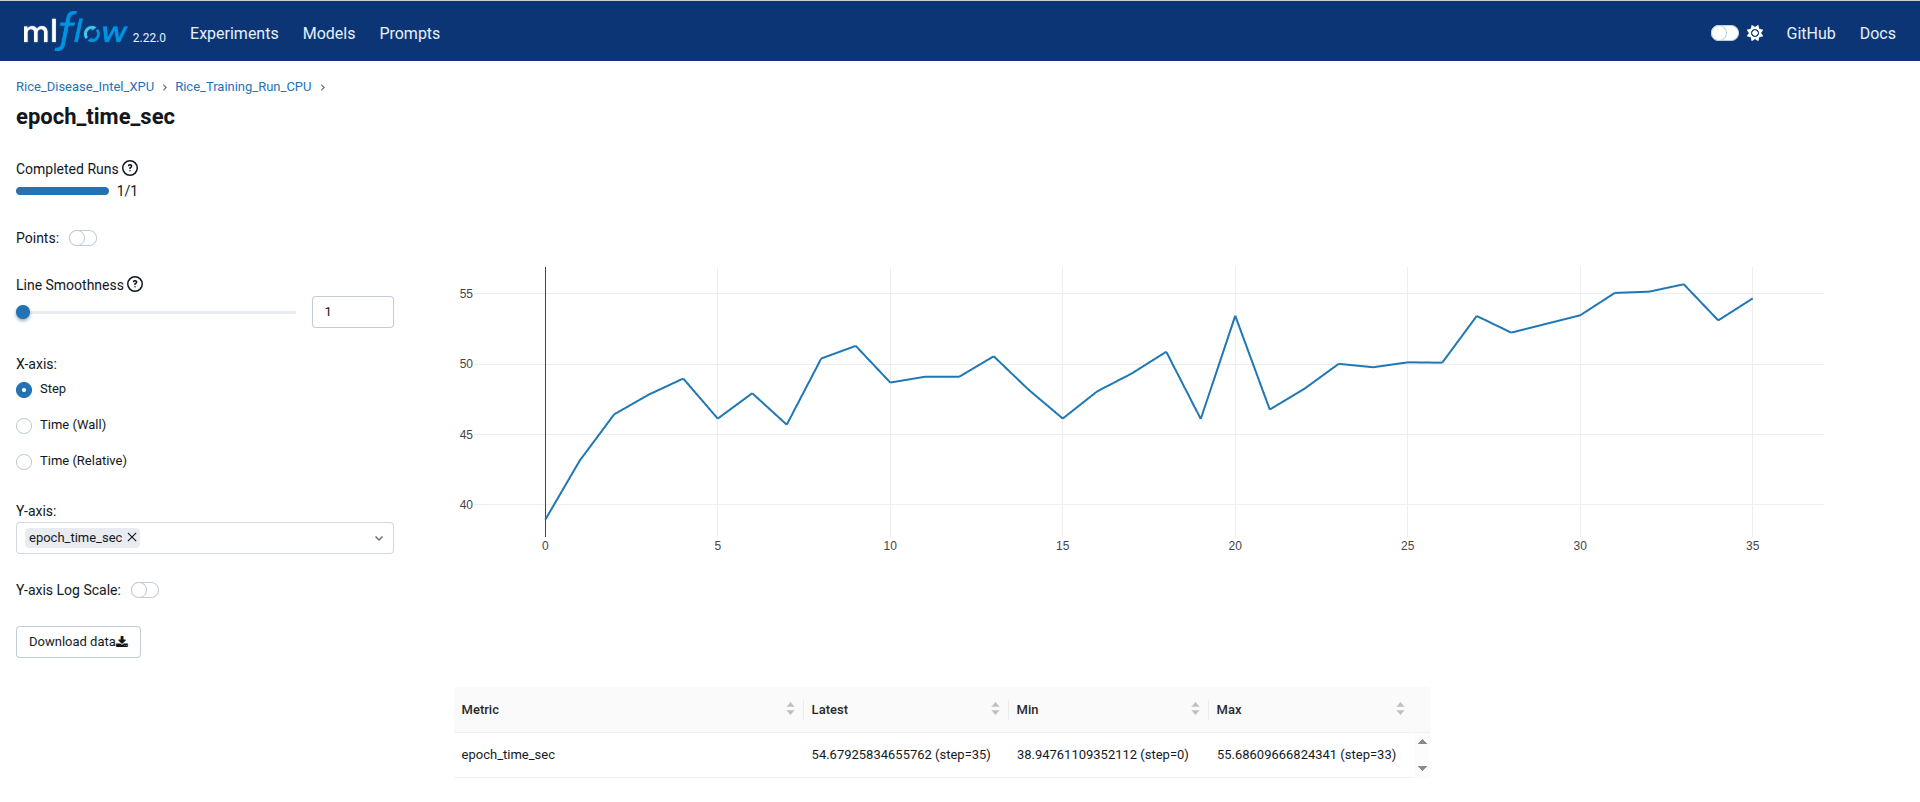 mlflow 2.22.0 Experiments Models Prompts GitHub Docs
Rice_Disease_Intel_XPU › Rice_Training_Run_CPU ›
epoch_time_sec
Completed Runs ?
1/1
Points:
Line Smoothness ?
1
X-axis:
Step
Time (Wall)
Time (Relative)
Y-axis:
epoch_time_sec
Y-axis Log Scale:
Download data
55
50
45
40
0 5 10 15 20 25 30 35
Metric Latest Min Max
epoch_time_sec 54.67925834655762 (step=35) 38.94761109352112 (step=0) 55.68609666824341 (step=33)